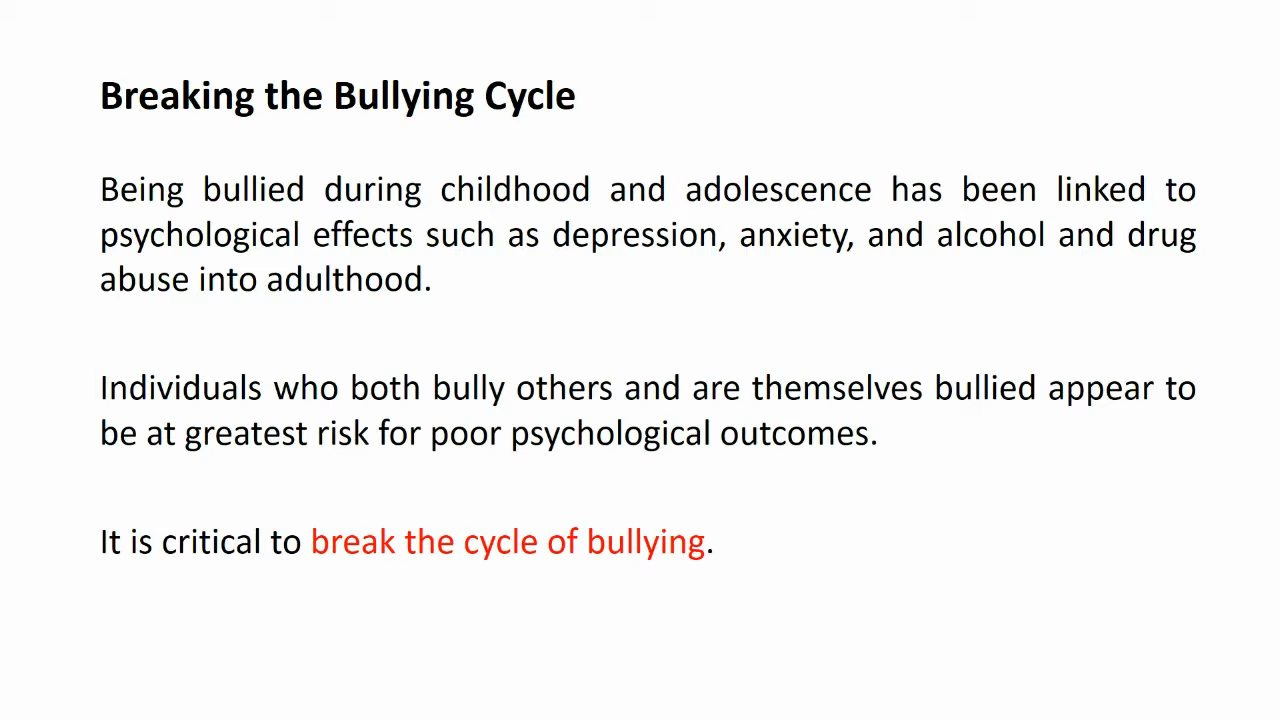 Breaking the Bullying Cycle
Being bullied during childhood and adolescence has been linked to
psychological effects such as depression, anxiety, and alcohol and drug
abuse into adulthood.
Individuals who both bully others and are themselves bullied appear to
be at greatest risk for poor psychological outcomes.
It is critical to break the cycle of bullying.